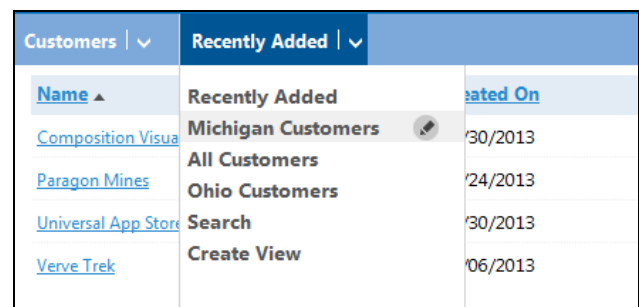 Customers Recently Added
Name Recently Added ated On
Composition Visua Michigan Customers /30/2013
All Customers
Paragon Mines Ohio Customers /24/2013
Universal App Store Search /30/2013
Verve Trek Create View /06/2013